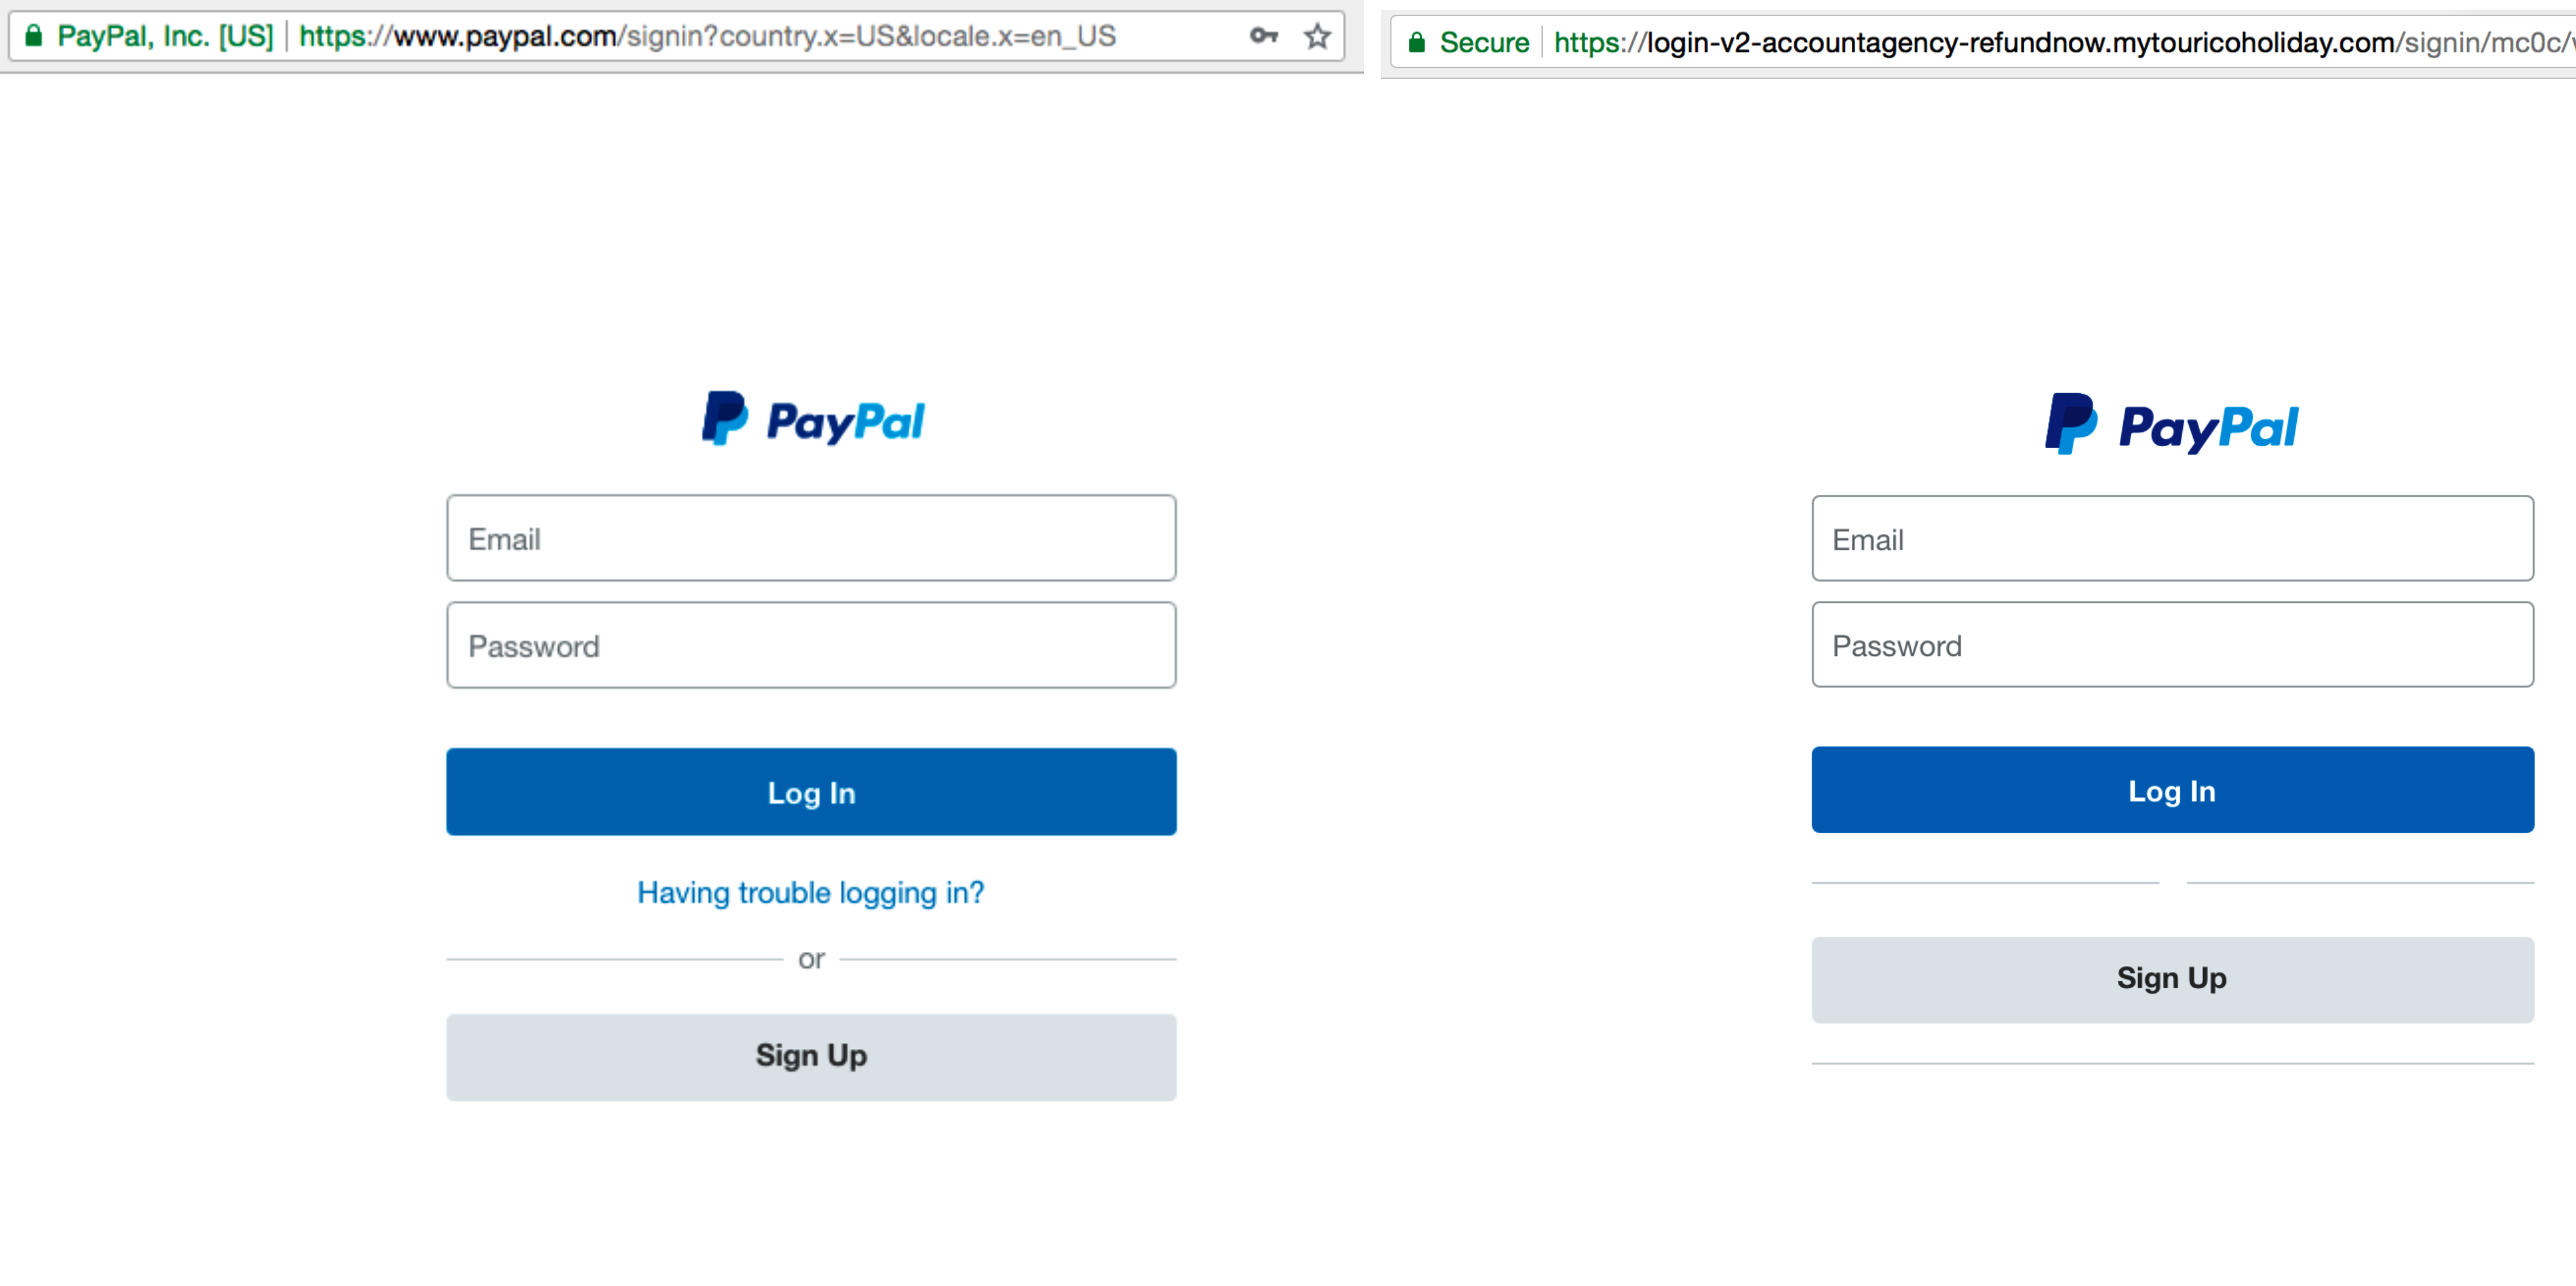 PayPal, Inc. [US] https://www.paypal.com/signin?country.x=US&locale.x=en_US
PayPal
Email
Password
Log In
Having trouble logging in?
or
Sign Up
Secure https://login-v2-accountagency-refundnow.mytouricoholiday.com/signin/mc0c/
PayPal
Email
Password
Log In
Sign Up